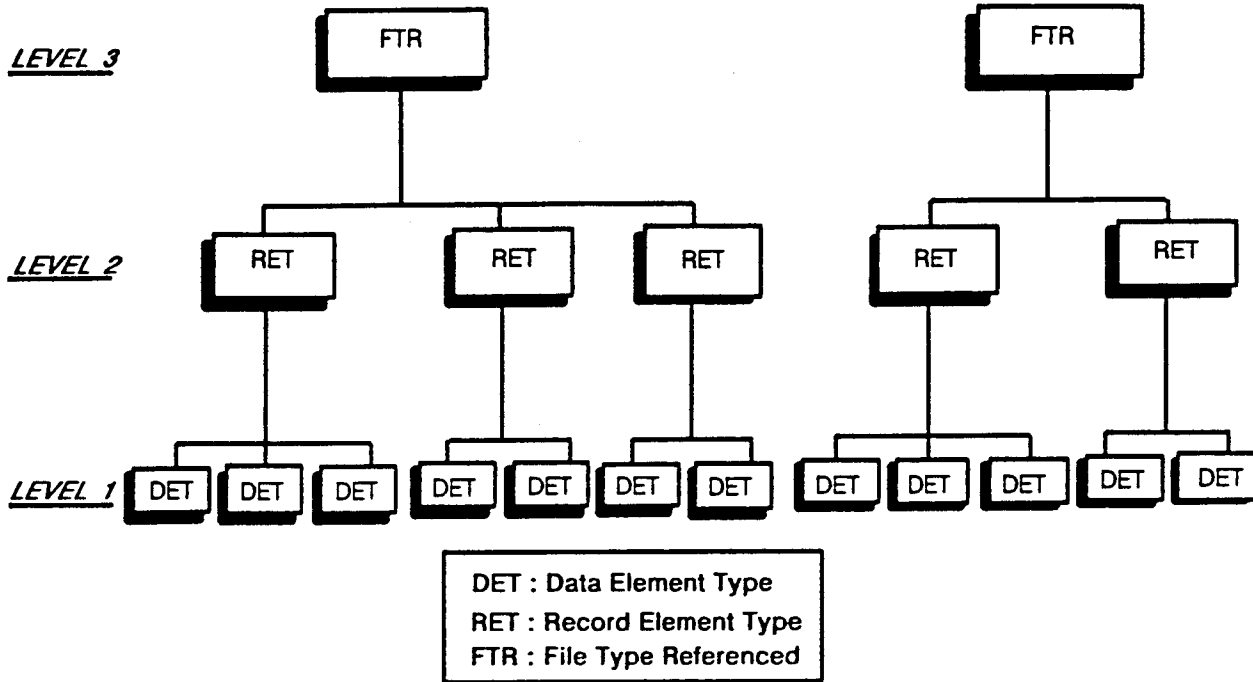 LEVEL 3
FTR
FTR
LEVEL 2
RET
RET
RET
RET
RET
LEVEL 1
DET
DET
DET
DET
DET
DET
DET
DET
DET
DET
DET
DET
DET : Data Element Type
RET : Record Element Type
FTR : File Type Referenced